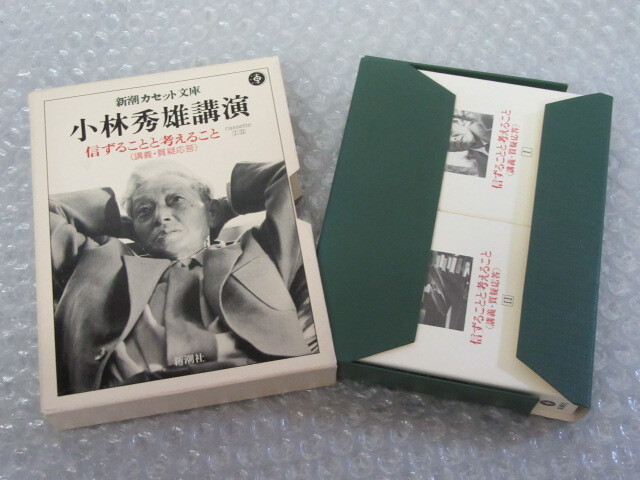 新潮カセット文庫
小林秀雄講演
Cassette
信ずることと考えること
〈講義・質疑応答〉
新潮社
信ずることと考えること
〈講義・質疑応答〉
I
信ずることと考えること
〈講義・質疑応答〉
II